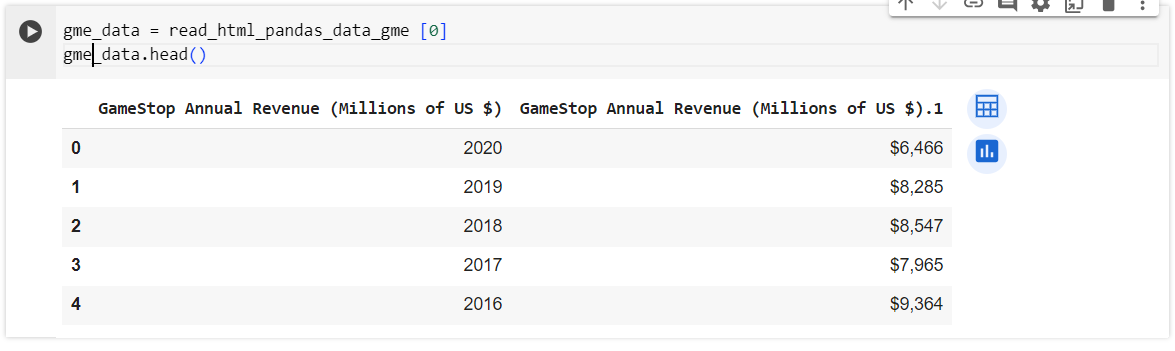 gme_data = read_html_pandas_data_gme [0]
gme_data.head()
GameStop Annual Revenue (Millions of US $) GameStop Annual Revenue (Millions of US $).1
0 2020 $6,466
1 2019 $8,285
2 2018 $8,547
3 2017 $7,965
4 2016 $9,364